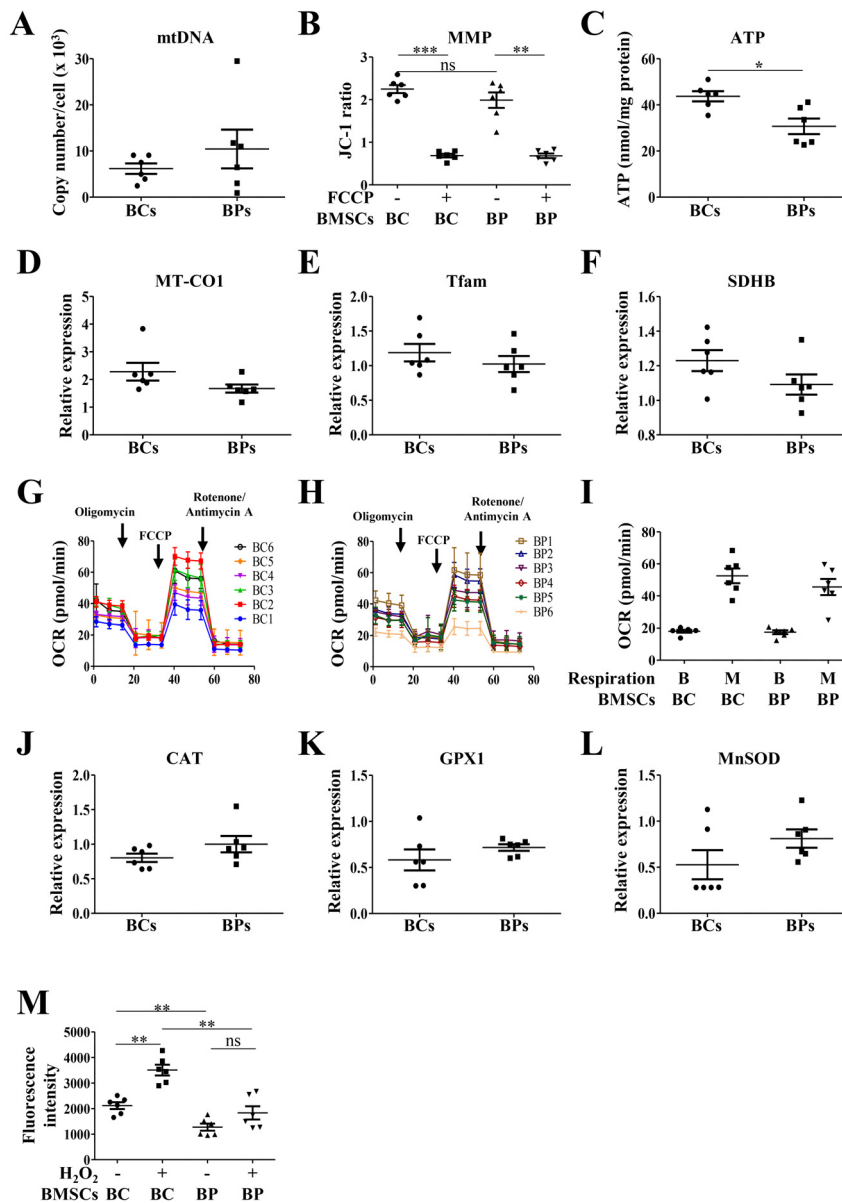 A
mtDNA
Copy number/cell (x 10³)
30
20
10
0
BCs BPs
B
MMP
*** **
ns
JC-1 ratio
3
2
1
0
FCCP - + - +
BMSCs BC BC BP BP
C
ATP
*
ATP (nmol/mg protein)
60
40
20
0
BCs BPs
D
MT-CO1
Relative expression
5
4
3
2
1
0
BCs BPs
E
Tfam
Relative expression
2.0
1.5
1.0
0.5
0.0
BCs BPs
F
SDHB
Relative expression
1.6
1.4
1.2
1.0
0.8
BCs BPs
G
Oligomycin
FCCP
Rotenone/
Antimycin A
OCR (pmol/min)
80
60
40
20
0
0 20 40 60 80
BC6
BC5
BC4
BC3
BC2
BC1
H
Oligomycin
FCCP
Rotenone/
Antimycin A
OCR (pmol/min)
80
60
40
20
0
0 20 40 60 80
BP1
BP2
BP3
BP4
BP5
BP6
I
OCR (pmol/min)
80
60
40
20
0
Respiration B M B M
BMSCs BC BC BP BP
J
CAT
Relative expression
2.0
1.5
1.0
0.5
0.0
BCs BPs
K
GPX1
Relative expression
1.5
1.0
0.5
0.0
BCs BPs
L
MnSOD
Relative expression
1.5
1.0
0.5
0.0
BCs BPs
M
**
** **
ns
Fluorescence
intensity
5000
4000
3000
2000
1000
0
H₂O₂ - + - +
BMSCs BC BC BP BP